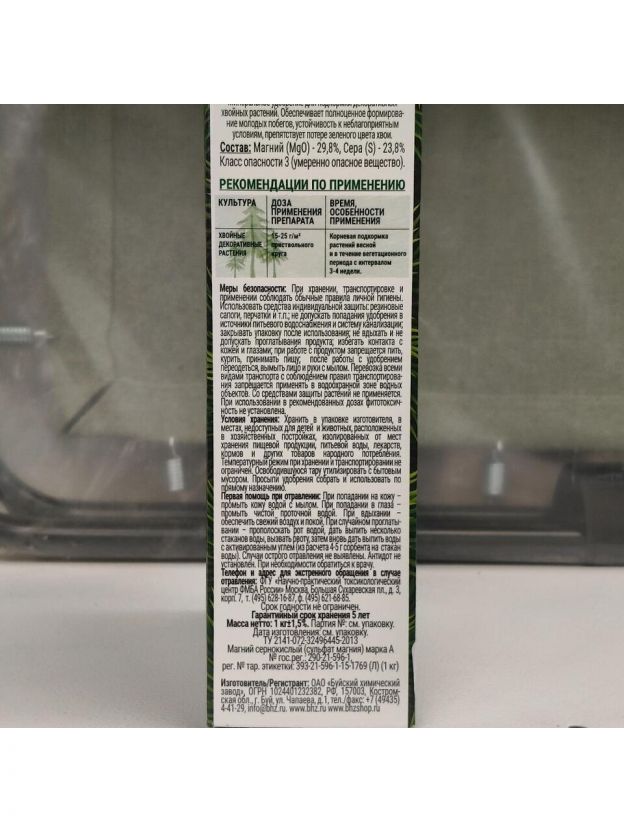 минеральное удобрение для подкормки декоративных
хвойных растений. Обеспечивает полноценное формирова-
ние молодых побегов, устойчивость к неблагоприятным
условиям, препятствует потере зеленого цвета хвои.
Состав: Магний (MgO) - 29,8%, Сера (S) - 23,8%
Класс опасности 3 (умеренно опасное вещество).
РЕКОМЕНДАЦИИ ПО ПРИМЕНЕНИЮ
КУЛЬТУРА
ДОЗА
ПРИМЕНЕНИЯ
ПРЕПАРАТА
ВРЕМЯ,
ОСОБЕННОСТИ
ПРИМЕНЕНИЯ
ХВОЙНЫЕ
ДЕКОРАТИВНЫЕ
РАСТЕНИЯ
15-25 г/м²
приствольного
круга
Корневая подкормка
растений весной
и в течение вегетационного
периода с интервалом
3-4 недели.
Меры безопасности: При хранении, транспортировке и
применении соблюдать обычные правила личной гигиены.
Использовать средства индивидуальной защиты: резиновые
сапоги, перчатки и т.п.; не допускать попадания удобрения в
источники питьевого водоснабжения и систему канализации;
закрывать упаковку после использования; не вдыхать и не
допускать проглатывания продукта; избегать контакта с
кожей и глазами; при работе с продуктом запрещается пить,
курить, принимать пищу; после работы с удобрением
переодеться, вымыть лицо и руки с мылом. Перевозка всеми
видами транспорта с соблюдением правил транспортирова-
ния запрещается применять в водоохранной зоне водных
объектов. Со средствами защиты растений не применяется.
При использовании в рекомендованных дозах фитотоксич-
ность не установлена.
Условия хранения: Хранить в упаковке изготовителя, в
местах, недоступных для детей и животных, расположенных
в хозяйственных постройках, изолированных от мест
хранения пищевой продукции, питьевой воды, лекарств,
кормов и других товаров народного потребления.
Температурный режим при хранении и транспортировании не
ограничен. Освободившуюся тару утилизировать с бытовым
мусором. Просыпи удобрения собрать и использовать по
прямому назначению.
Первая помощь при отравлении: При попадании на кожу –
промыть кожу водой с мылом. При попадании в глаза –
промыть чистой проточной водой. При вдыхании –
обеспечить свежий воздух и покой. При случайном проглаты-
вании – прополоскать рот водой, дать выпить несколько
стаканов воды, вызвать рвоту, затем вновь дать выпить воды
с активированным углем (из расчета 4-5 г сорбента на стакан
воды). Случаи острого отравления не выявлены. Антидот не
установлен. При необходимости обратиться к врачу.
Телефон и адрес для экстренного обращения в случае
отравления: ФГУ «Научно-практический токсикологический
центр ФМБА России» Москва, Большая Сухаревская пл., д. 3,
корп. 7, т. (495) 628-16-87, ф. (495) 621-68-85.
Срок годности не ограничен.
Гарантийный срок хранения 5 лет
Масса нетто: 1 кг±1,5%. Партия №: см. упаковку.
Дата изготовления: см. упаковку.
ТУ 2141-072-32496445-2013
Магний сернокислый (сульфат магния) марка А
№ гос.рег.: 290-21-596-1
рег. № тар. этикетки: 393-21-596-1-15-1769 (Л) (1 кг)
Изготовитель/Регистрант: ОАО «Буйский химический
завод», ОГРН 1024401232382, РФ, 157003, Костром-
ская обл., г. Буй, ул. Чапаева, д.1, тел./факс: +7 (49435)
4-41-29, info@bhz.ru. www.bhz.ru, www.bhzshop.ru